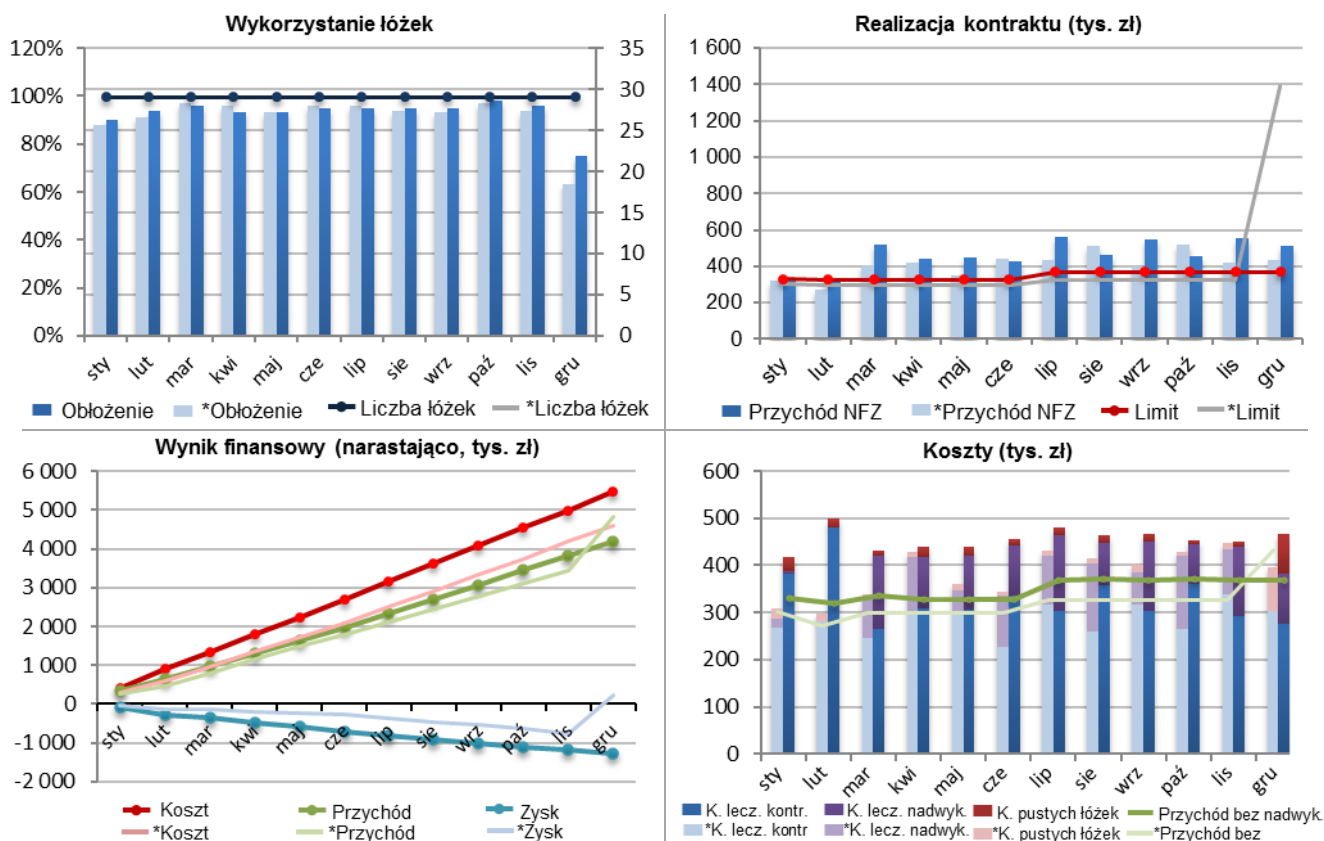 Wykorzystanie łóżek
120%
100%
80%
60%
40%
20%
0%
35
30
25
20
15
10
5
0
sty lut mar kwi maj cze lip sie wrz paź lis gru
Obłożenie *Obłożenie Liczba łóżek *Liczba łóżek
Realizacja kontraktu (tys. zł)
1 600
1 400
1 200
1 000
800
600
400
200
0
sty lut mar kwi maj cze lip sie wrz paź lis gru
Przychód NFZ *Przychód NFZ Limit *Limit
Wynik finansowy (narastająco, tys. zł)
6 000
5 000
4 000
3 000
2 000
1 000
0
-1 000
-2 000
sty lut mar kwi maj cze lip sie wrz paź lis gru
Koszt Przychód Zysk
*Koszt *Przychód *Zysk
Koszty (tys. zł)
600
500
400
300
200
100
0
sty lut mar kwi maj cze lip sie wrz paź lis gru
K. lecz. kontr. K. lecz. nadwyk. K. pustych łóżek Przychód bez nadwyk.
*K. lecz. kontr *K. lecz. nadwyk. *K. pustych łóżek *Przychód bez